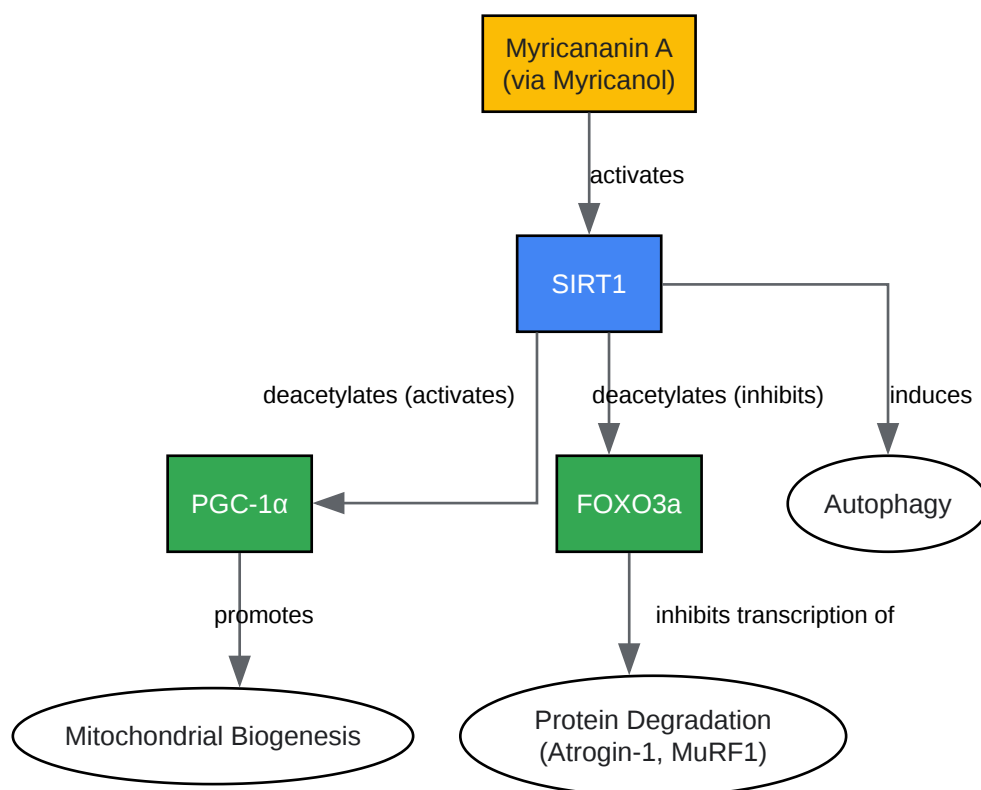 Myricananin A
(via Myricanol)
activates
SIRT1
deacetylates (activates)
deacetylates (inhibits)
induces
PGC-1α
FOXO3a
Autophagy
promotes
inhibits transcription of
Mitochondrial Biogenesis
Protein Degradation
(Atrogin-1, MuRF1)